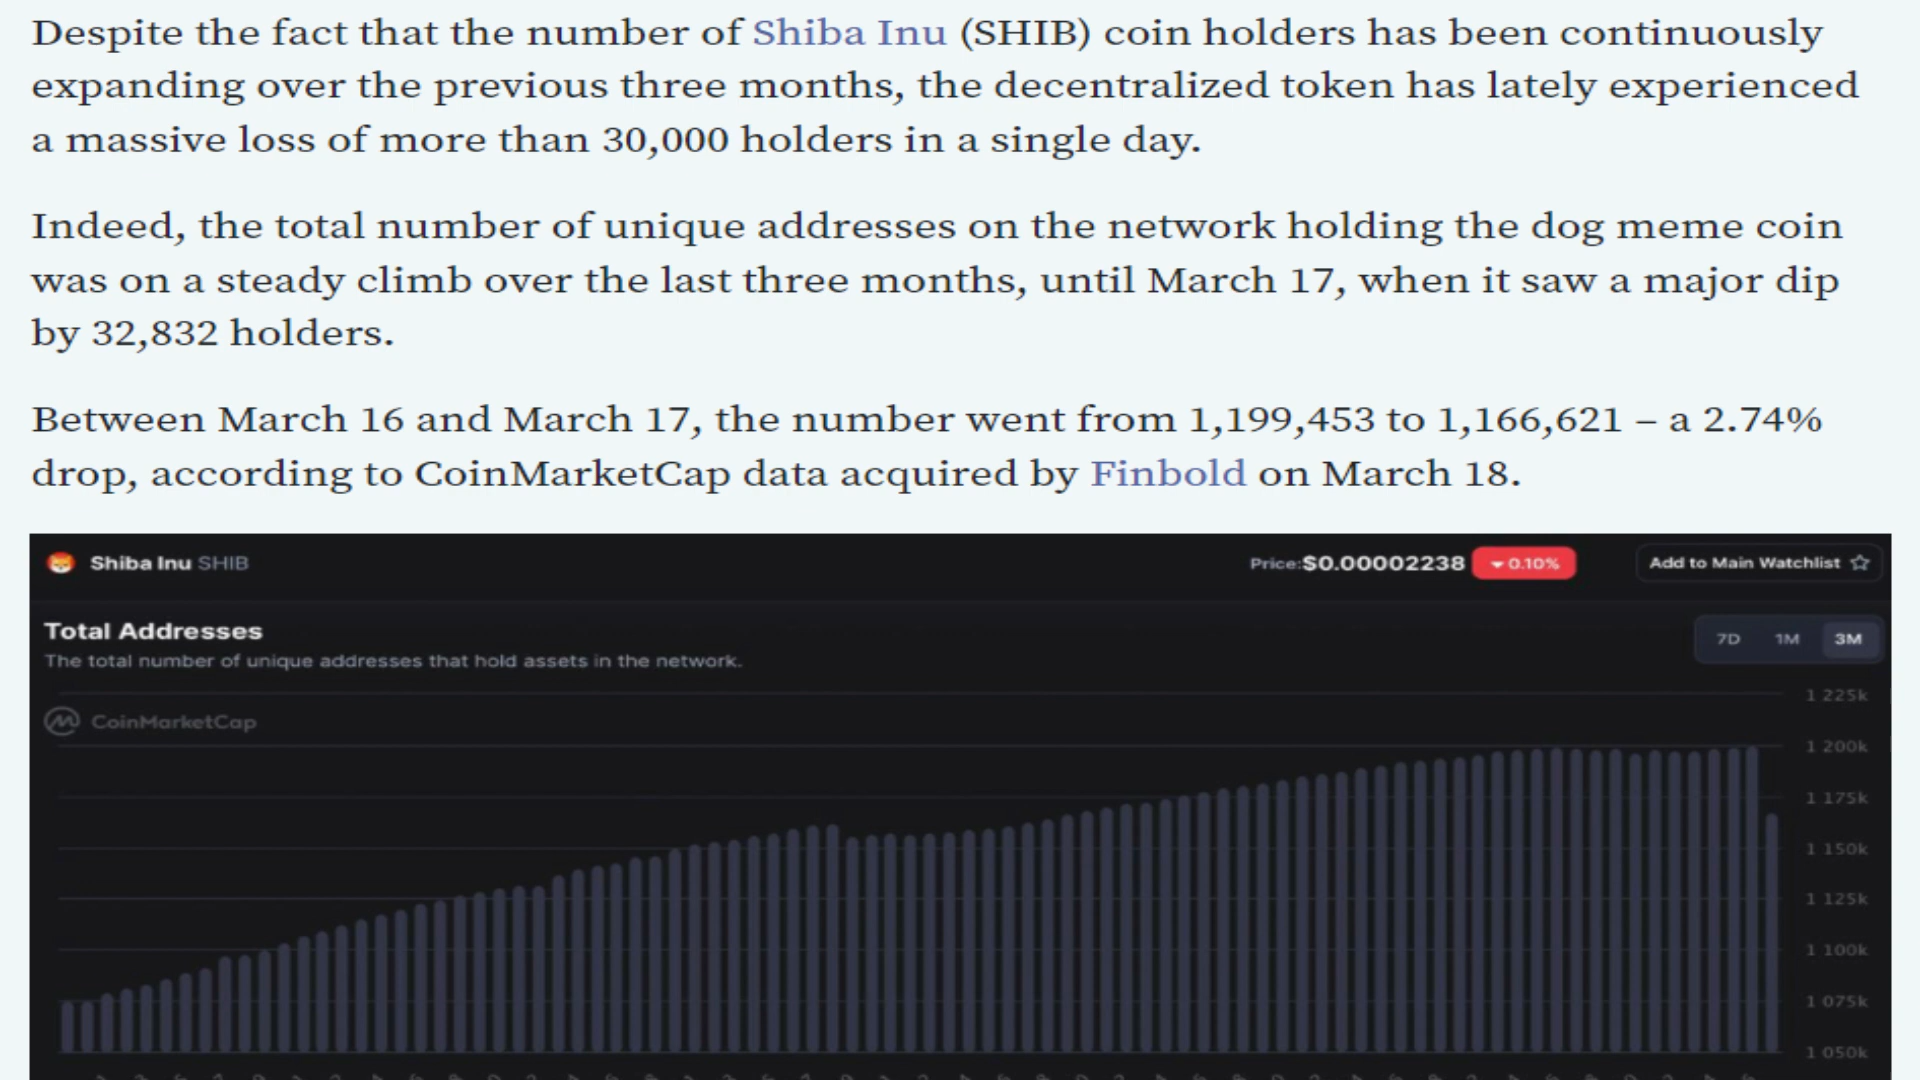 Despite the fact that the number of Shiba Inu (SHIB) coin holders has been continuously
expanding over the previous three months, the decentralized token has lately experienced
a massive loss of more than 30,000 holders in a single day.
Indeed, the total number of unique addresses on the network holding the dog meme coin
was on a steady climb over the last three months, until March 17, when it saw a major dip
by 32,832 holders.
Between March 16 and March 17, the number went from 1,199,453 to 1,166,621 – a 2.74%
drop, according to CoinMarketCap data acquired by Finbold on March 18.
Shiba Inu SHIB Price:$0.00002238 0.10% Add to Main Watchlist
Total Addresses
7D 1M 3M
The total number of unique addresses that hold assets in the network.
1 225k
CoinMarketCap
1 200k
1 175k
1 150k
1 125k
1 100k
1 075k
1 050k